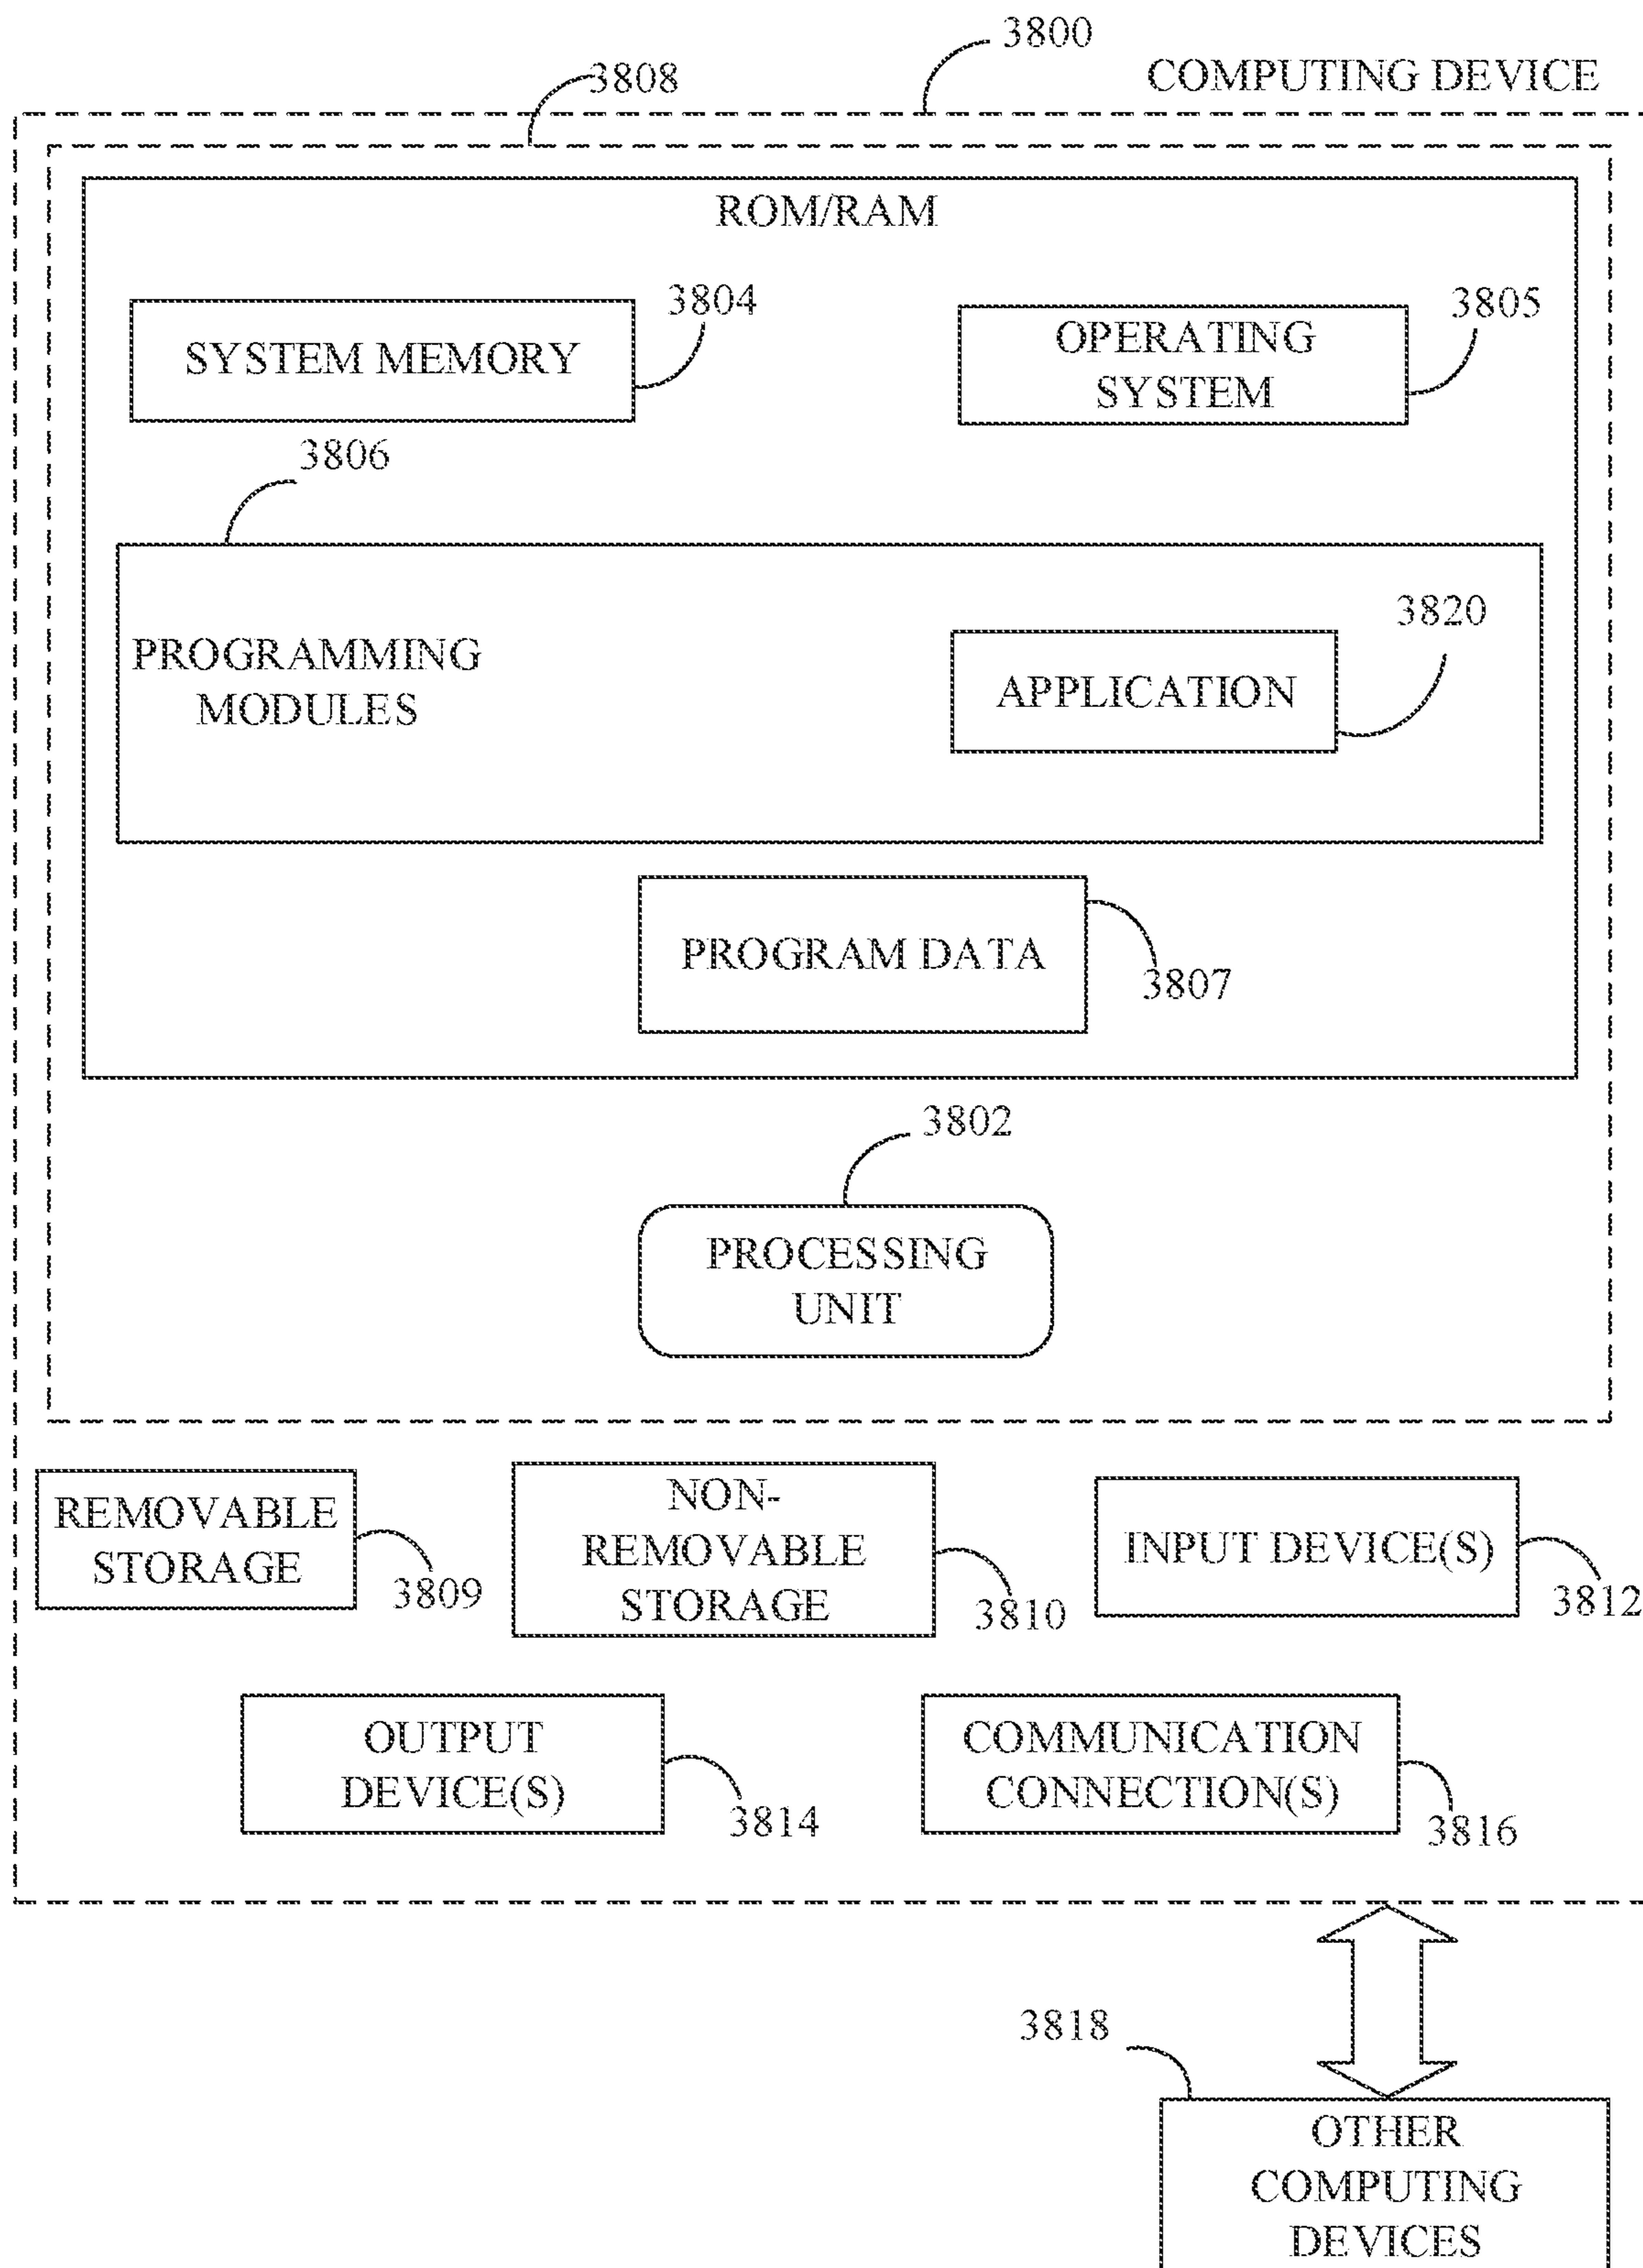 3800
COMPUTING DEVICE
3808
ROM/RAM
SYSTEM MEMORY
3804
OPERATING
SYSTEM
3805
3806
PROGRAMMING
MODULES
APPLICATION
3820
PROGRAM DATA
3807
3802
PROCESSING
UNIT
REMOVABLE
STORAGE
3809
NON-
REMOVABLE
STORAGE
3810
INPUT DEVICE(S)
3812
OUTPUT
DEVICE(S)
3814
COMMUNICATION
CONNECTION(S)
3816
3818
OTHER
COMPUTING
DEVICES